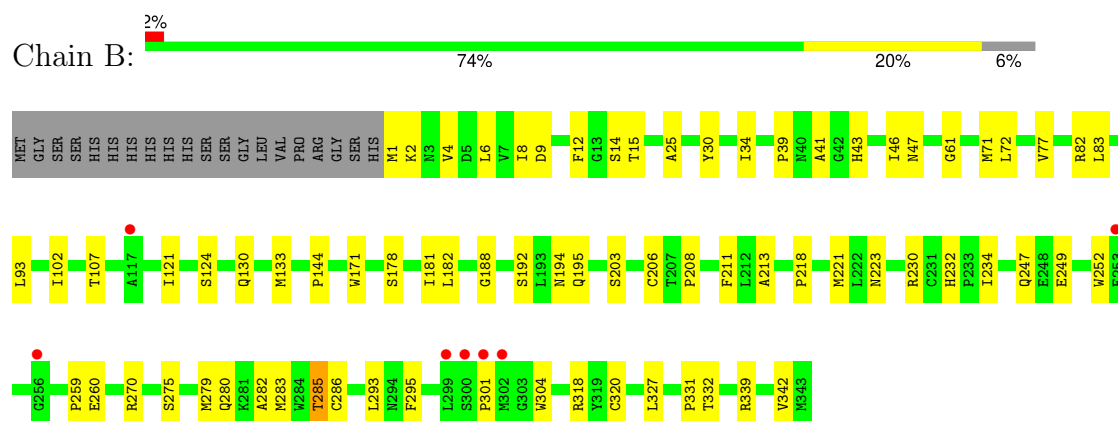 2%
Chain B:
74% 20% 6%
MET GLY SER SER HIS HIS HIS HIS HIS HIS SER SER GLY LEU VAL PRO ARG GLY SER HIS M1 K2 N3 V4 D5 L6 V7 I8 D9 F12 G13 S14 T15 A25 Y30 I34 P39 N40 A41 G42 H43 I46 N47 G61 M71 L72 V77 R82 L83
L93 I102 T107 A117 I121 S124 Q130 M133 P144 W171 S178 I181 L182 G188 S192 L193 N194 Q195 S203 C206 T207 P208 F211 L212 A213 P218 M221 L222 N223 R230 C231 H232 P233 I234 Q247 E248 E249 W252
G256 P259 E260 R270 S275 M279 Q280 K281 A282 M283 W284 T285 C286 L293 N294 F295 L299 S300 P301 M302 G303 W304 R318 Y319 C320 L327 P331 T332 R339 V342 M343